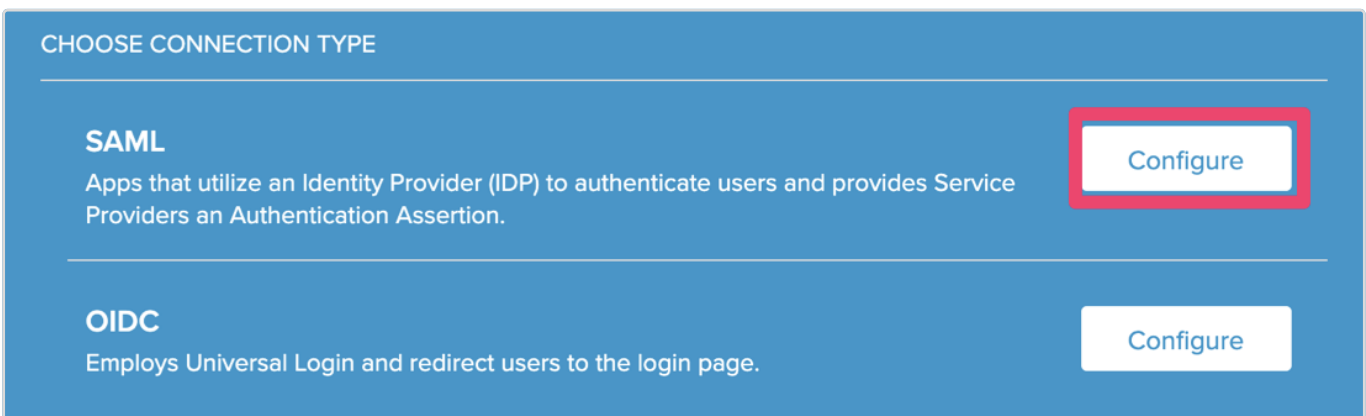 CHOOSE CONNECTION TYPE
SAML
Apps that utilize an Identity Provider (IDP) to authenticate users and provides Service
Providers an Authentication Assertion.
Configure
OIDC
Employs Universal Login and redirect users to the login page.
Configure